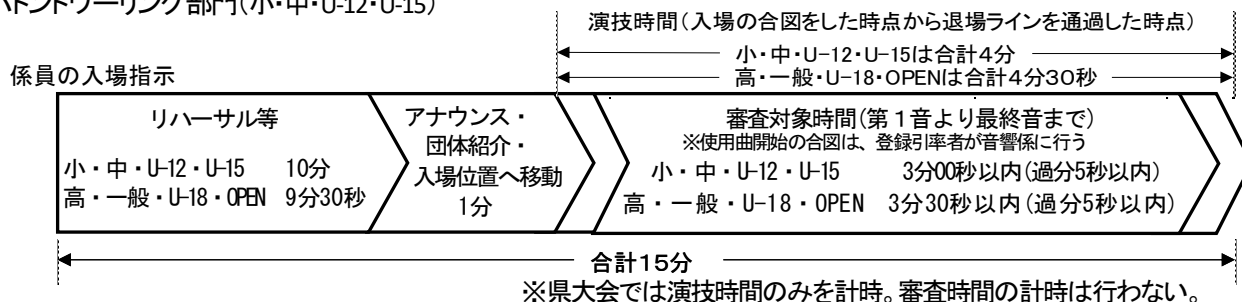 バトントワーリング部門(小・中・U-12・U-15)
演技時間(入場の合図をした時点から退場ラインを通過した時点)
小・中・U-12・U-15は合計4分
高・一般・U-18・OPENは合計4分30秒
係員の入場指示
リハーサル等
小・中・U-12・U-15 10分
高・一般・U-18・OPEN 9分30秒
アナウンス・
団体紹介・
入場位置へ移動
1分
審査対象時間(第1音より最終音まで)
※使用曲開始の合図は、登録引率者が音響係に行う
小・中・U-12・U-15 3分00秒以内(過分5秒以内)
高・一般・U-18・OPEN 3分30秒以内(過分5秒以内)
合計15分
※県大会では演技時間のみを計時。審査時間の計時は行わない。